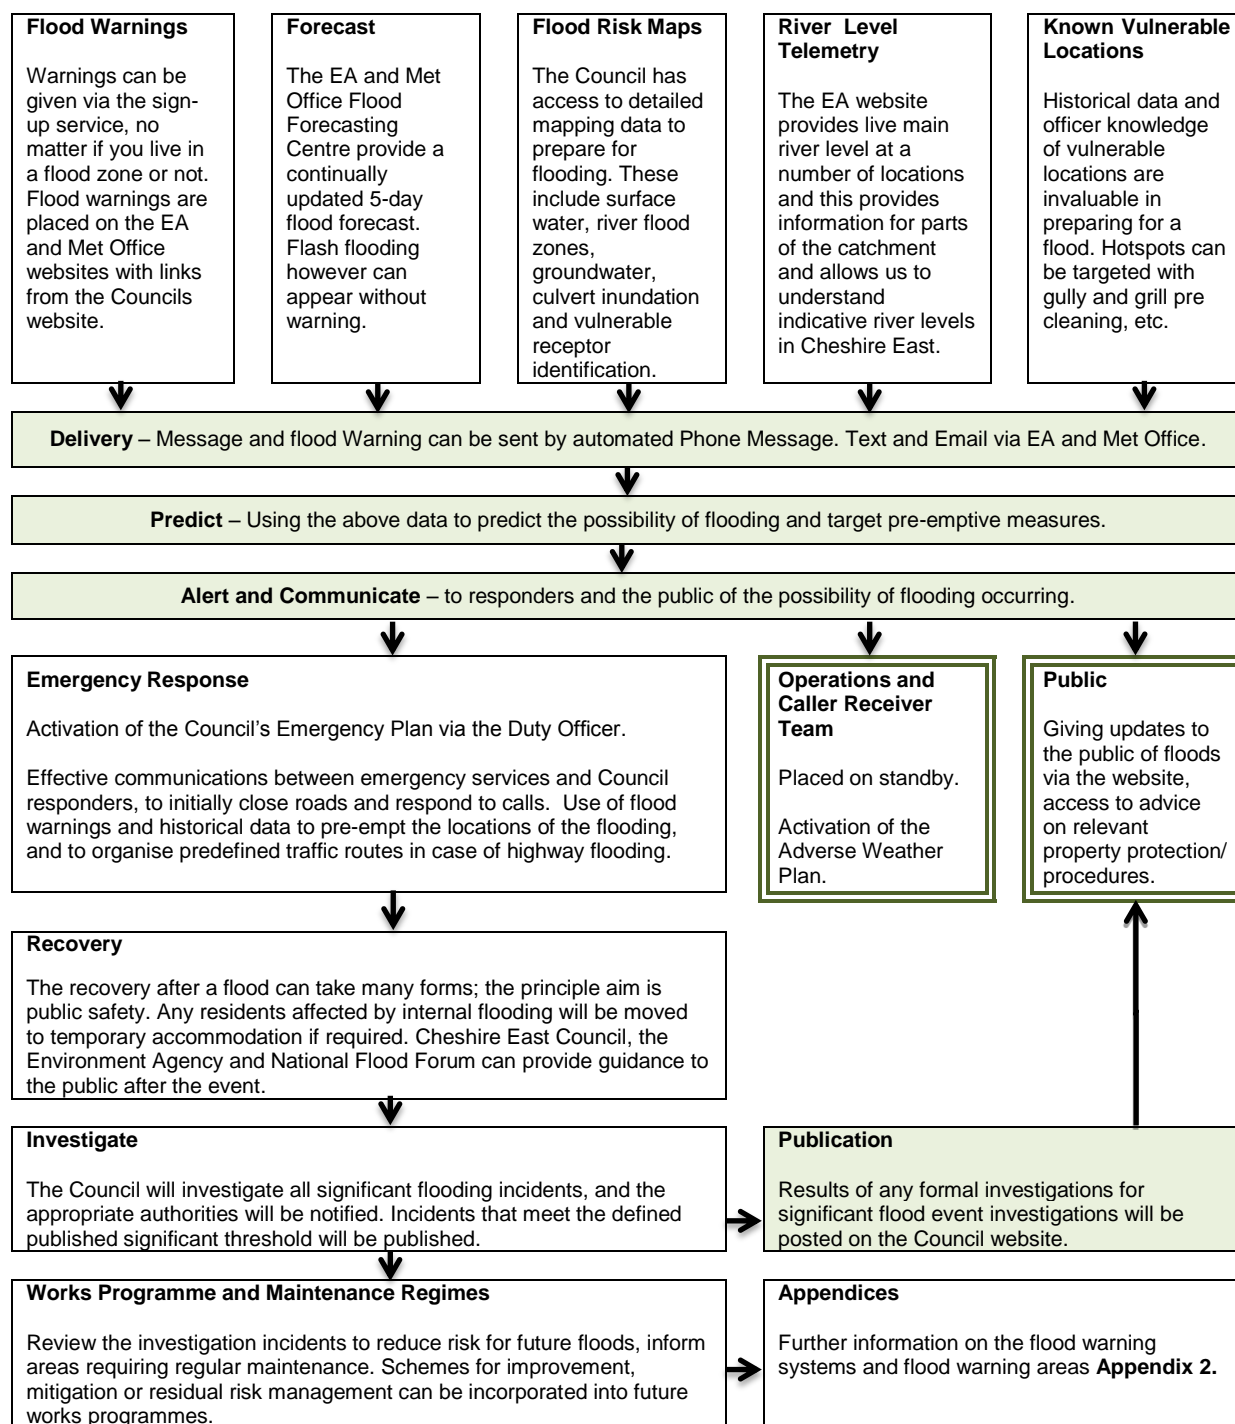 Flood Warnings
Warnings can be
given via the sign-
up service, no
matter if you live in
a flood zone or not.
Flood warnings are
placed on the EA
and Met Office
websites with links
from the Councils
website.
Forecast
The EA and Met
Office Flood
Forecasting
Centre provide a
continually
updated 5-day
flood forecast.
Flash flooding
however can
appear without
warning.
Flood Risk Maps
The Council has
access to detailed
mapping data to
prepare for
flooding. These
include surface
water, river flood
zones,
groundwater,
culvert inundation
and vulnerable
receptor
identification.
River Level
Telemetry
The EA website
provides live main
river level at a
number of locations
and this provides
information for parts
of the catchment
and allows us to
understand
indicative river levels
in Cheshire East.
Known Vulnerable
Locations
Historical data and
officer knowledge
of vulnerable
locations are
invaluable in
preparing for a
flood. Hotspots can
be targeted with
gully and grill pre
cleaning, etc.
Delivery – Message and flood Warning can be sent by automated Phone Message. Text and Email via EA and Met Office.
Predict – Using the above data to predict the possibility of flooding and target pre-emptive measures.
Alert and Communicate – to responders and the public of the possibility of flooding occurring.
Emergency Response
Activation of the Council's Emergency Plan via the Duty Officer.
Effective communications between emergency services and Council
responders, to initially close roads and respond to calls. Use of flood
warnings and historical data to pre-empt the locations of the flooding,
and to organise predefined traffic routes in case of highway flooding.
Operations and
Caller Receiver
Team
Placed on standby.
Activation of the
Adverse Weather
Plan.
Public
Giving updates to
the public of floods
via the website,
access to advice
on relevant
property protection/
procedures.
Recovery
The recovery after a flood can take many forms; the principle aim is
public safety. Any residents affected by internal flooding will be moved
to temporary accommodation if required. Cheshire East Council, the
Environment Agency and National Flood Forum can provide guidance to
the public after the event.
Investigate
The Council will investigate all significant flooding incidents, and the
appropriate authorities will be notified. Incidents that meet the defined
published significant threshold will be published.
Publication
Results of any formal investigations for
significant flood event investigations will be
posted on the Council website.
Works Programme and Maintenance Regimes
Review the investigation incidents to reduce risk for future floods, inform
areas requiring regular maintenance. Schemes for improvement,
mitigation or residual risk management can be incorporated into future
works programmes.
Appendices
Further information on the flood warning
systems and flood warning areas Appendix 2.